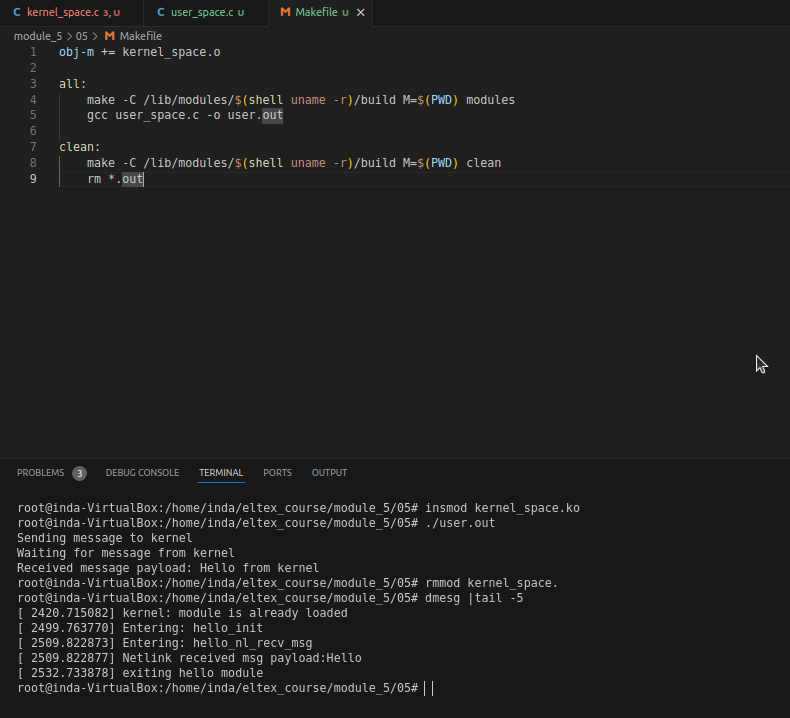 C kernel_space.c 3, U
C user_space.c U
M Makefile U ×
module_5 > 05 > M Makefile
1 obj-m += kernel_space.o
2
3 all:
4 make -C /lib/modules/$(shell uname -r)/build M=$(PWD) modules
5 gcc user_space.c -o user.out
6
7 clean:
8 make -C /lib/modules/$(shell uname -r)/build M=$(PWD) clean
9 rm *.out
PROBLEMS 3 DEBUG CONSOLE TERMINAL PORTS OUTPUT
root@inda-VirtualBox:/home/inda/eltex_course/module_5/05# insmod kernel_space.ko
root@inda-VirtualBox:/home/inda/eltex_course/module_5/05# ./user.out
Sending message to kernel
Waiting for message from kernel
Received message payload: Hello from kernel
root@inda-VirtualBox:/home/inda/eltex_course/module_5/05# rmmod kernel_space.
root@inda-VirtualBox:/home/inda/eltex_course/module_5/05# dmesg |tail -5
[ 2420.715082] kernel: module is already loaded
[ 2499.763770] Entering: hello_init
[ 2509.822873] Entering: hello_nl_recv_msg
[ 2509.822877] Netlink received msg payload:Hello
[ 2532.733878] exiting hello module
root@inda-VirtualBox:/home/inda/eltex_course/module_5/05#